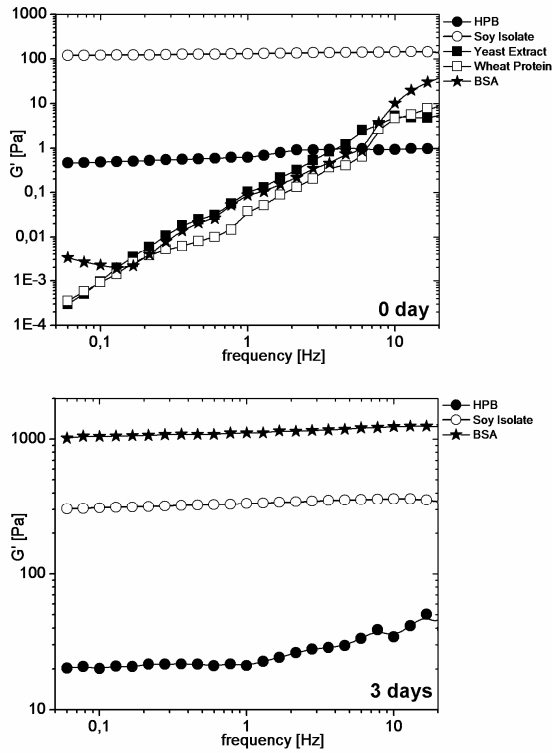 1000
100
10
1
0,1
0,01
1E-3
1E-4
G' [Pa]
0,1
1
10
frequency [Hz]
0 day
HPB
Soy Isolate
Yeast Extract
Wheat Protein
BSA
1000
100
10
G' [Pa]
0,1
1
10
frequency [Hz]
3 days
HPB
Soy Isolate
BSA